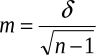 m = δ / √(n − 1)